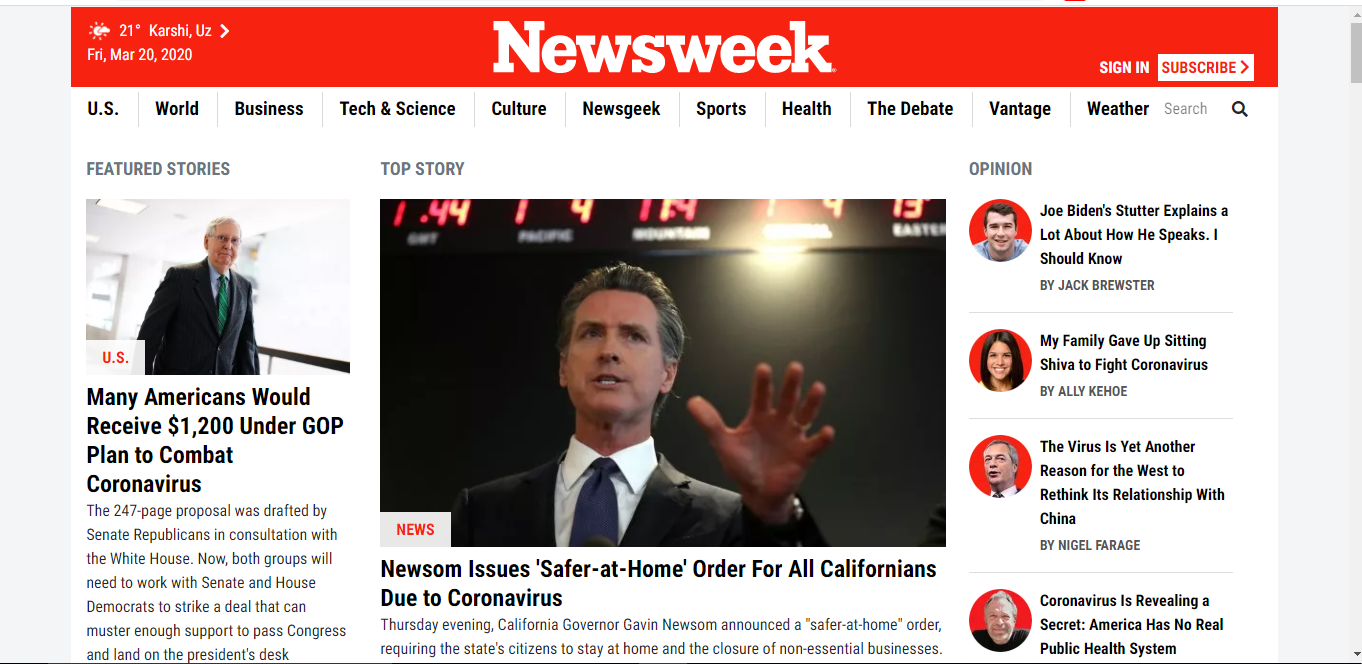 21° Karshi, Uz
Fri, Mar 20, 2020
Newsweek
SIGN IN SUBSCRIBE
U.S. World Business Tech & Science Culture Newsgeek Sports Health The Debate Vantage Weather Search
FEATURED STORIES
U.S.
Many Americans Would
Receive $1,200 Under GOP
Plan to Combat
Coronavirus
The 247-page proposal was drafted by
Senate Republicans in consultation with
the White House. Now, both groups will
need to work with Senate and House
Democrats to strike a deal that can
muster enough support to pass Congress
and land on the president's desk
TOP STORY
GMT PACIFIC MOUNTAIN EASTE
NEWS
Newsom Issues 'Safer-at-Home' Order For All Californians
Due to Coronavirus
Thursday evening, California Governor Gavin Newsom announced a "safer-at-home" order,
requiring the state's citizens to stay at home and the closure of non-essential businesses.
OPINION
Joe Biden's Stutter Explains a
Lot About How He Speaks. I
Should Know
BY JACK BREWSTER
My Family Gave Up Sitting
Shiva to Fight Coronavirus
BY ALLY KEHOE
The Virus Is Yet Another
Reason for the West to
Rethink Its Relationship With
China
BY NIGEL FARAGE
Coronavirus Is Revealing a
Secret: America Has No Real
Public Health System